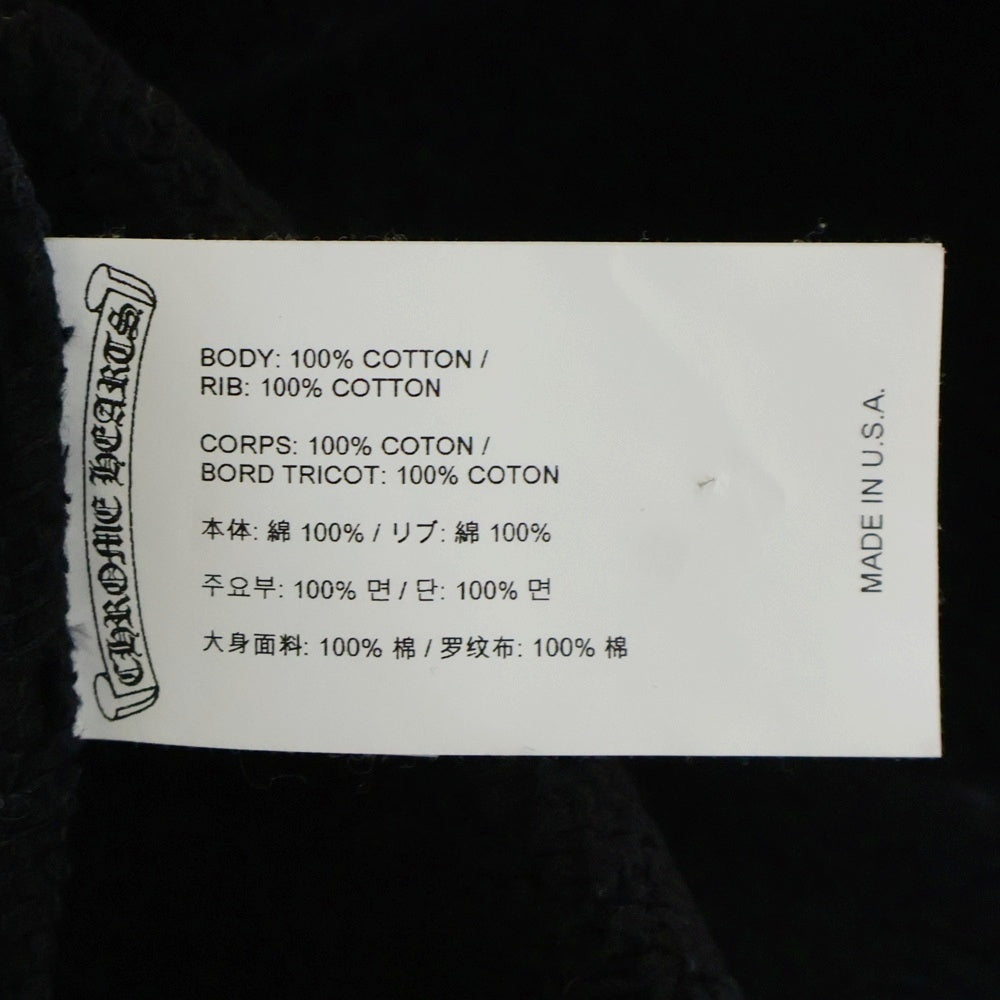 CHROME HEARTS
BODY: 100% COTTON /
RIB: 100% COTTON
CORPS: 100% COTON /
BORD TRICOT: 100% COTON
本体: 綿 100% / リブ: 綿 100%
주요부: 100% 면 / 단: 100% 면
大身面料: 100% 棉 / 罗纹布: 100% 棉
MADE IN U.S.A.